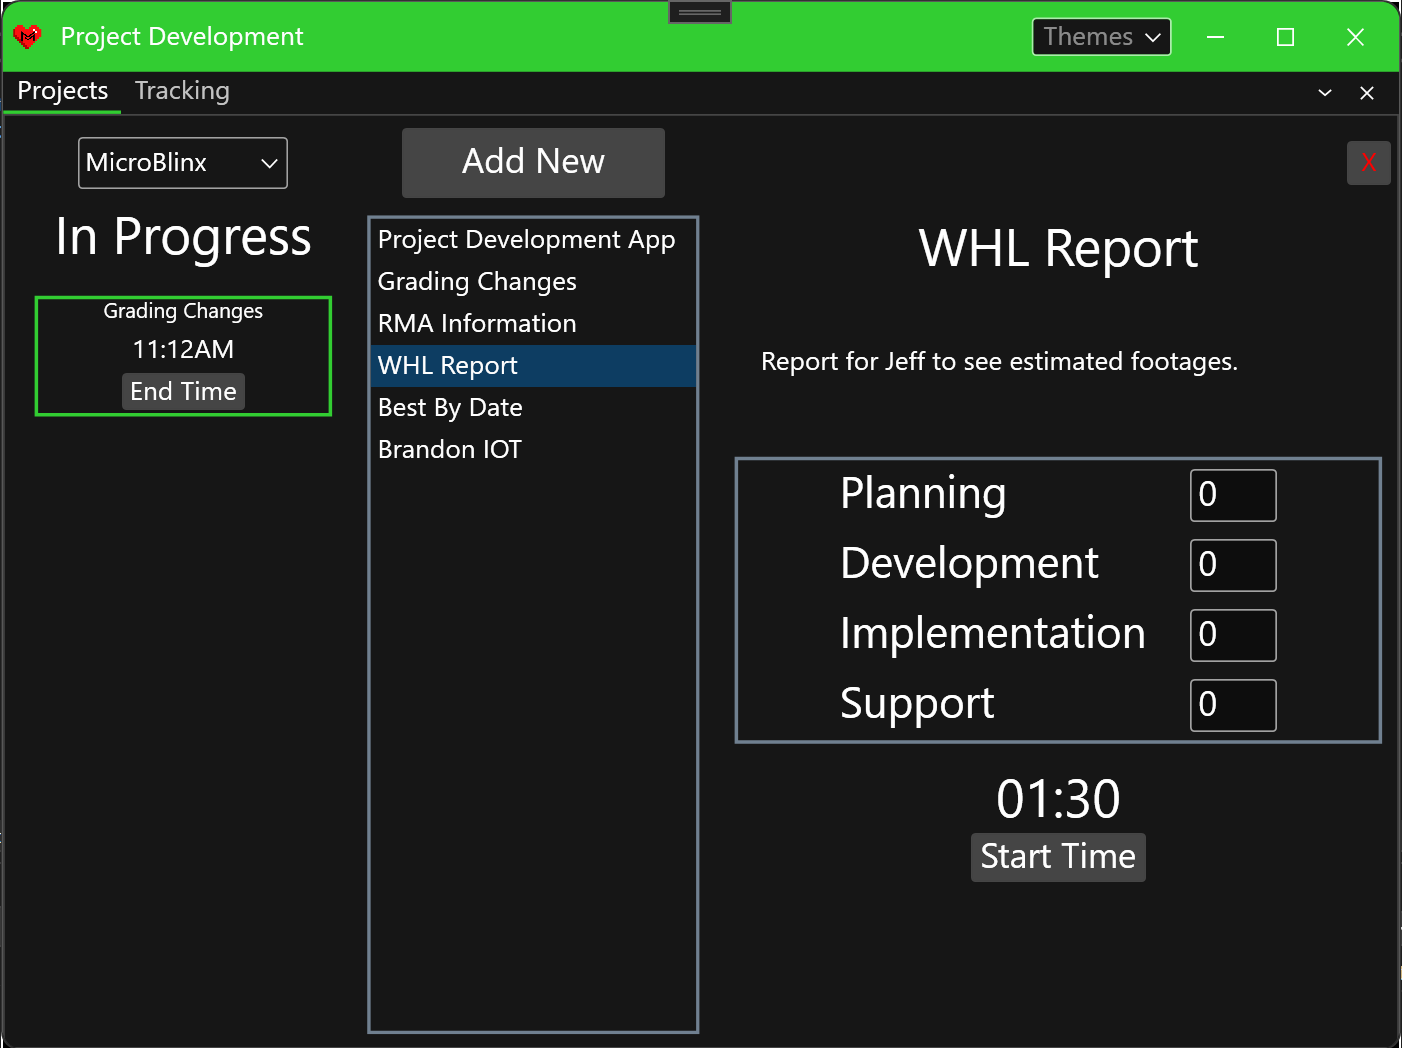 Project Development
Themes
Projects
Tracking
MicroBlinx
Add New
X
In Progress
Grading Changes
11:12AM
End Time
Project Development App
Grading Changes
RMA Information
WHL Report
Best By Date
Brandon IOT
WHL Report
Report for Jeff to see estimated footages.
Planning 0
Development 0
Implementation 0
Support 0
01:30
Start Time